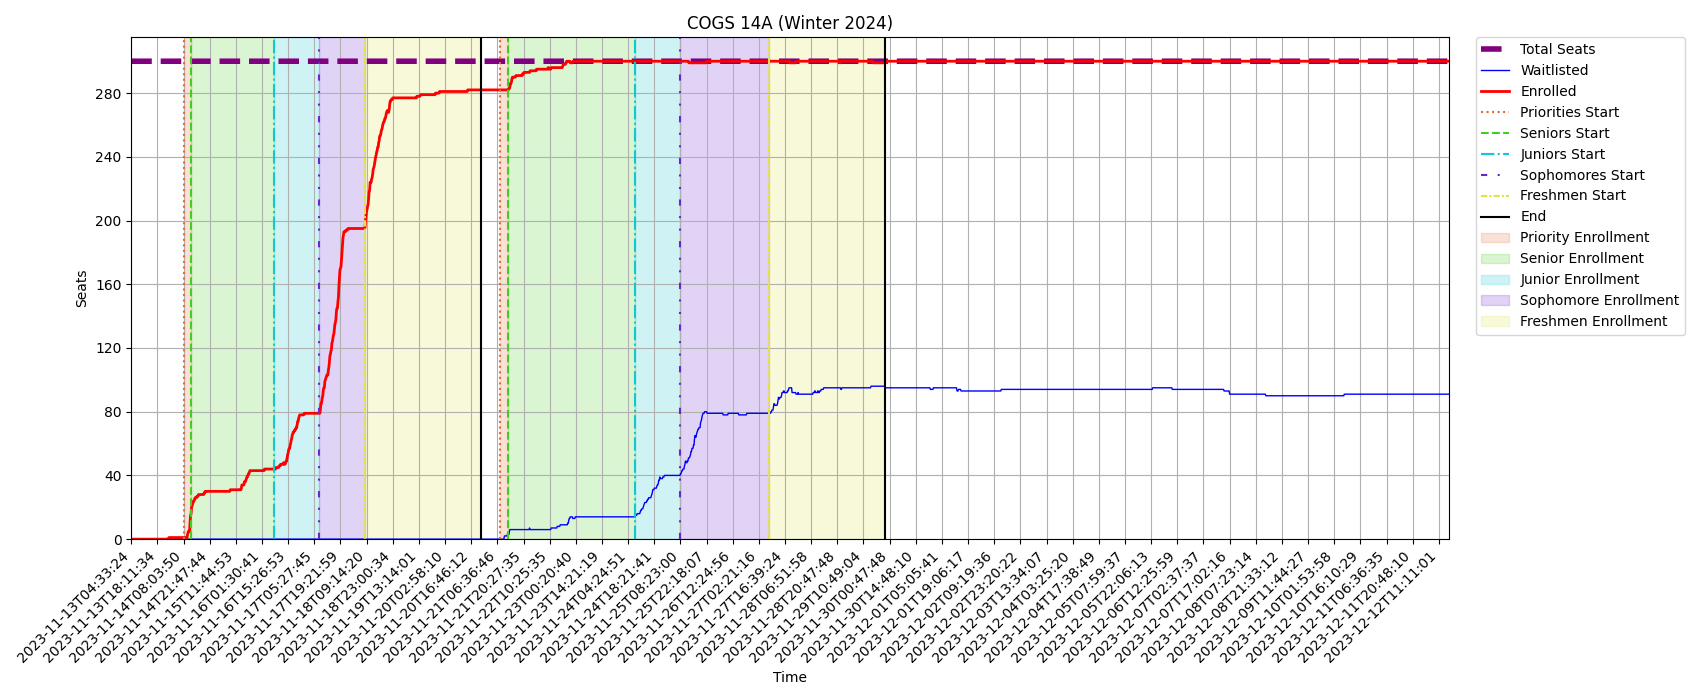 COGS 14A (Winter 2024)
Seats
280
240
200
160
120
80
40
0
2023-11-13T04:33:24
2023-11-13T18:11:34
2023-11-14T08:03:50
2023-11-14T21:47:44
2023-11-15T11:44:53
2023-11-16T01:30:41
2023-11-16T15:26:53
2023-11-17T05:27:45
2023-11-17T19:21:59
2023-11-18T09:14:20
2023-11-18T23:00:34
2023-11-19T13:14:01
2023-11-20T02:58:10
2023-11-20T16:46:12
2023-11-21T06:36:46
2023-11-21T20:27:35
2023-11-22T10:25:35
2023-11-23T00:20:40
2023-11-23T14:21:19
2023-11-24T04:24:51
2023-11-24T18:21:41
2023-11-25T08:23:00
2023-11-25T22:18:07
2023-11-26T12:24:56
2023-11-27T02:21:16
2023-11-27T16:39:24
2023-11-28T06:51:58
2023-11-28T20:47:48
2023-11-29T10:49:04
2023-11-30T00:47:48
2023-11-30T14:48:10
2023-12-01T05:05:41
2023-12-01T19:06:17
2023-12-02T09:19:36
2023-12-02T23:20:22
2023-12-03T13:34:07
2023-12-04T03:25:20
2023-12-04T17:38:49
2023-12-05T07:59:37
2023-12-05T22:06:13
2023-12-06T12:25:59
2023-12-07T02:37:37
2023-12-07T17:02:16
2023-12-08T07:23:14
2023-12-08T21:33:12
2023-12-09T11:44:27
2023-12-10T01:53:58
2023-12-10T16:10:29
2023-12-11T06:36:35
2023-12-11T20:48:10
2023-12-12T11:11:01
Time
Total Seats
Waitlisted
Enrolled
Priorities Start
Seniors Start
Juniors Start
Sophomores Start
Freshmen Start
End
Priority Enrollment
Senior Enrollment
Junior Enrollment
Sophomore Enrollment
Freshmen Enrollment